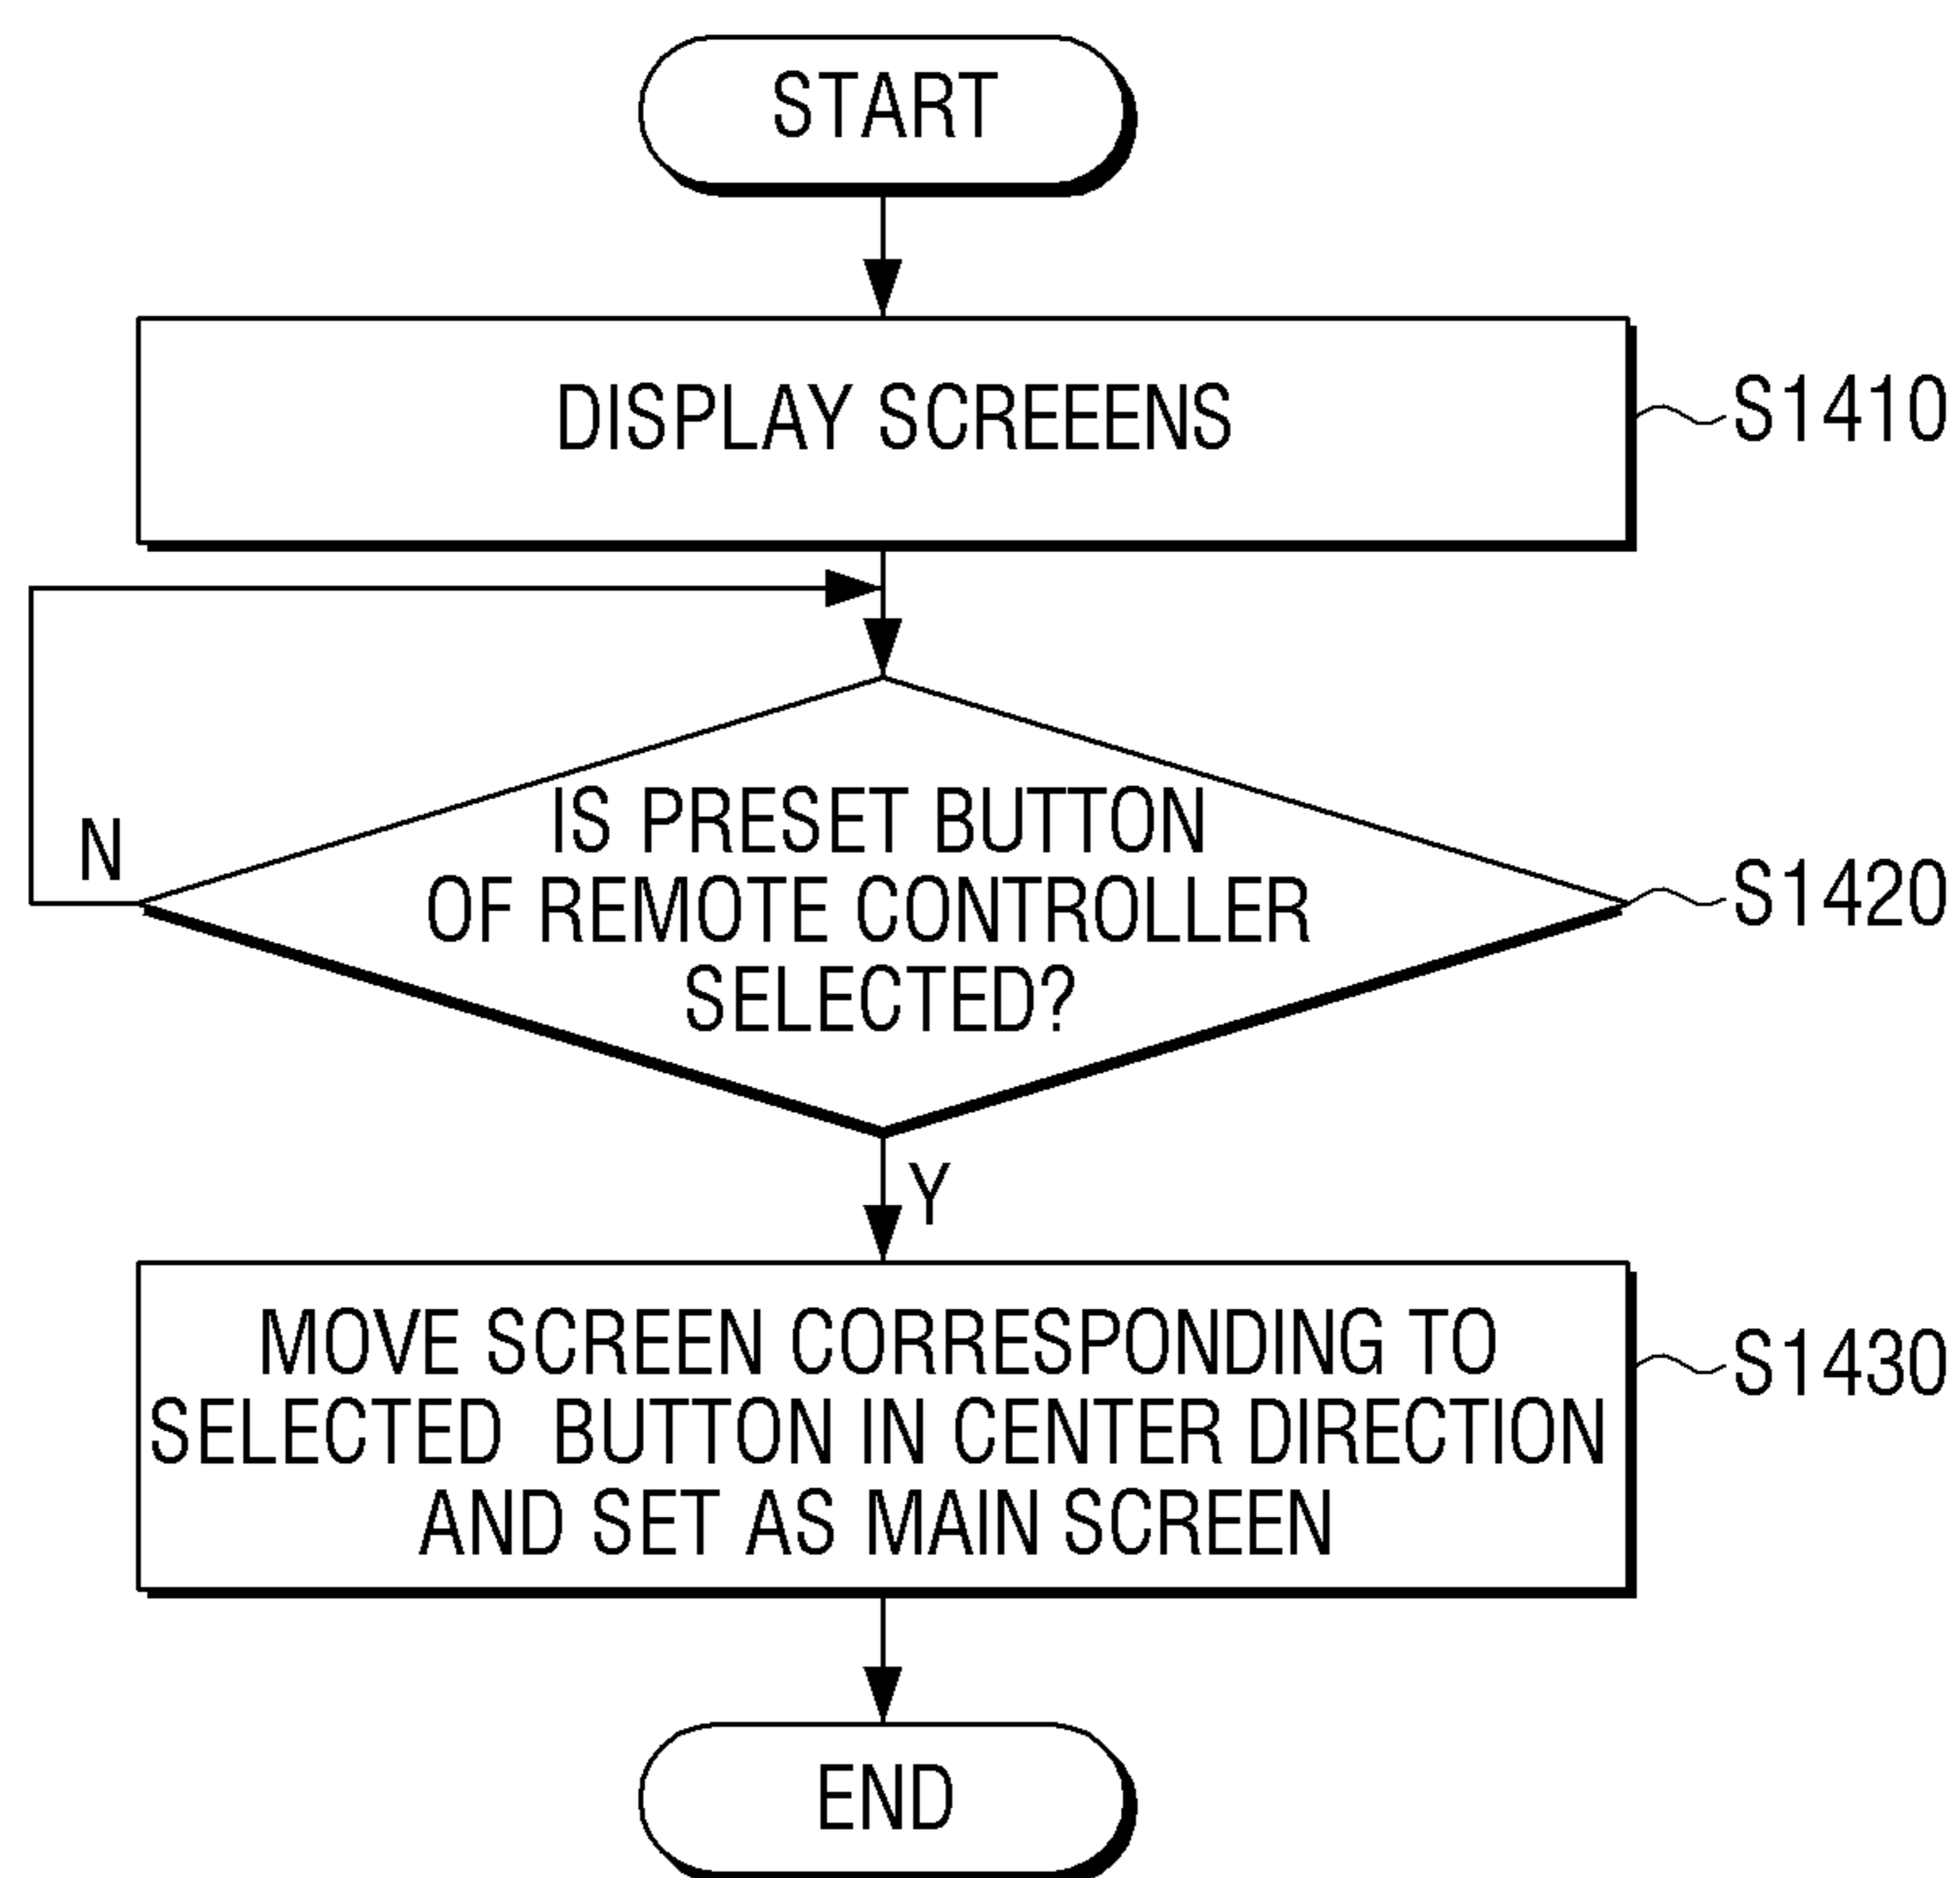 START
DISPLAY SCREEENS
S1410
IS PRESET BUTTON
OF REMOTE CONTROLLER
SELECTED?
S1420
N
Y
MOVE SCREEN CORRESPONDING TO
SELECTED BUTTON IN CENTER DIRECTION
AND SET AS MAIN SCREEN
S1430
END